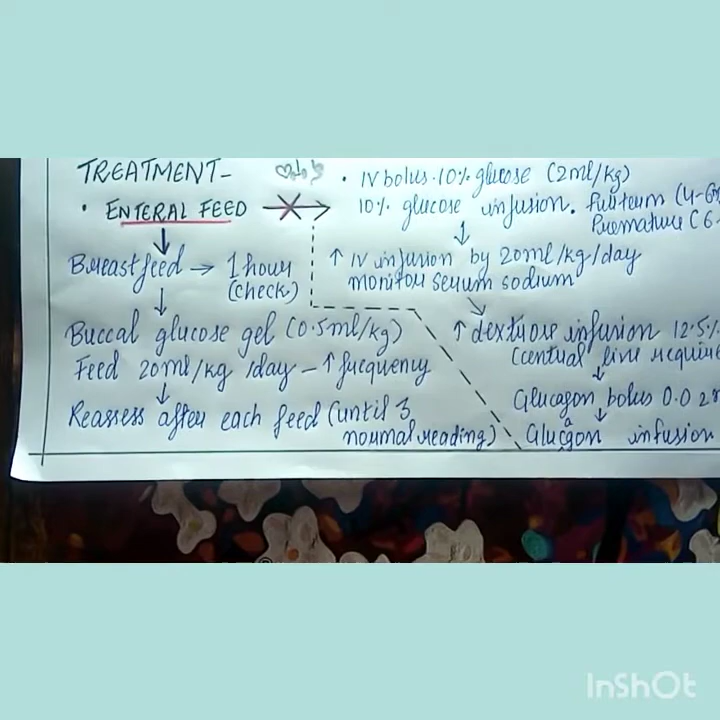 TREATMENT-
• ENTERAL FEED
Breastfeed → 1 hour
(check)
Buccal glucose gel (0.5ml/kg)
Feed 20ml/kg /day - ↑ frequency
Reassess after each feed (until 3
normal reading)
• IV bolus. 10% glucose (2ml/kg)
10% glucose infusion. Fullterm (4-6
Premature (6
↑ IV infusion by 20ml/kg/day
monitor serum sodium
↑ dextrose infusion 12.5%
(central line require
Glucagon bolus 0.02
Glucagon infusion
InShOt